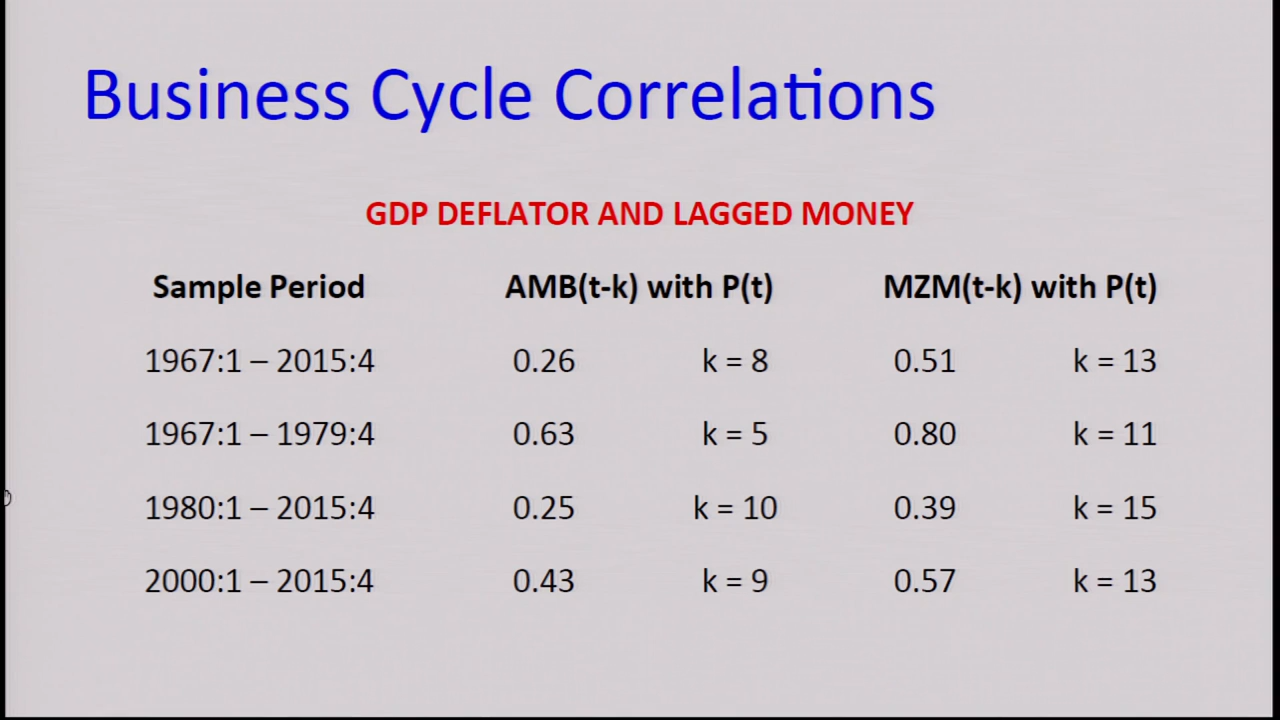 Business Cycle Correlations
GDP DEFLATOR AND LAGGED MONEY
Sample Period AMB(t-k) with P(t) MZM(t-k) with P(t)
1967:1 – 2015:4 0.26 k = 8 0.51 k = 13
1967:1 – 1979:4 0.63 k = 5 0.80 k = 11
1980:1 – 2015:4 0.25 k = 10 0.39 k = 15
2000:1 – 2015:4 0.43 k = 9 0.57 k = 13